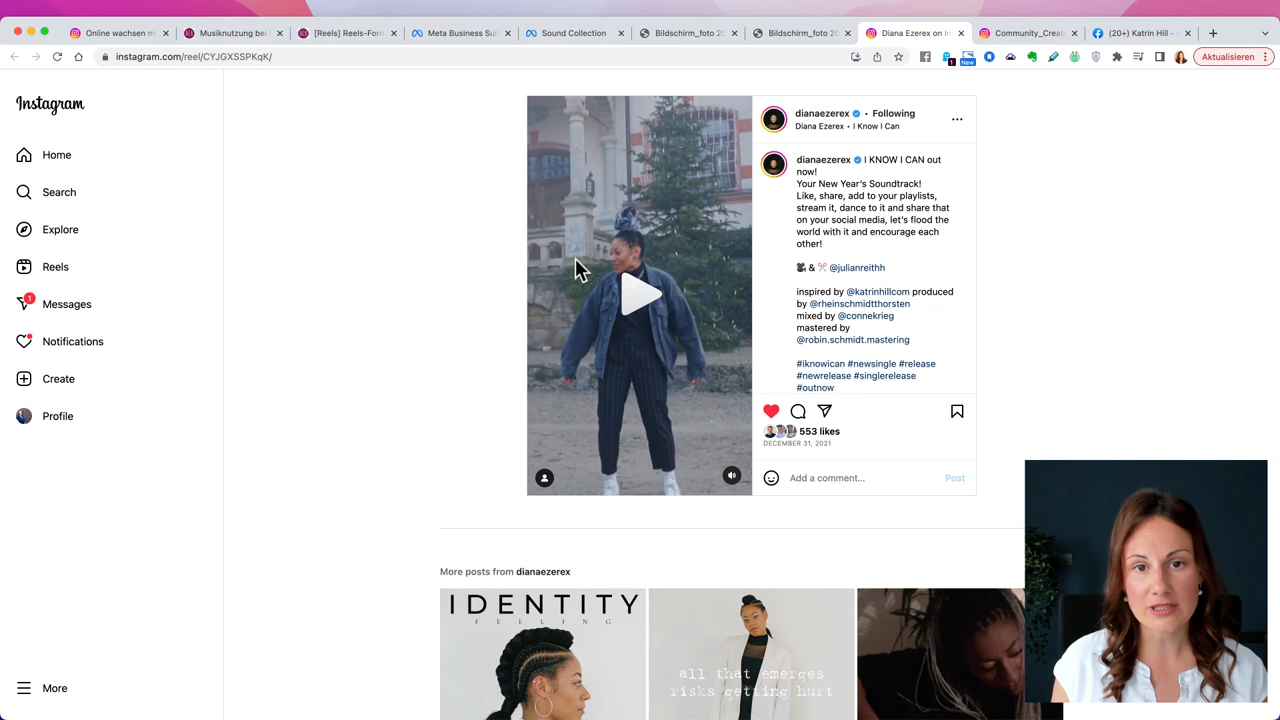 Online wachsen m
Musiknutzung bei
[Reels] Reels-Form
Meta Business Suit
Sound Collection
Bildschirm_foto 20
Bildschirm_foto 20
Diana Ezerex on In
Community_Creat
(20+) Katrin Hill -
instagram.com/reel/CYJGXSSPKqK/
New
1
Aktualisieren
Instagram
Home
Search
Explore
Reels
1
Messages
Notifications
Create
Profile
More
dianaezerex • Following
Diana Ezerex • I Know I Can
dianaezerex I KNOW I CAN out
now!
Your New Year's Soundtrack!
Like, share, add to your playlists,
stream it, dance to it and share that
on your social media, let's flood the
world with it and encourage each
other!
🎥 & ✂️ @julianreithh
inspired by @katrinhillcom produced
by @rheinschmidtthorsten
mixed by @connekrieg
mastered by
@robin.schmidt.mastering
#iknowican #newsingle #release
#newrelease #singlerelease
#outnow
553 likes
DECEMBER 31, 2021
Add a comment...
Post
More posts from dianaezerex
IDENTITY
FEELING
all that emerges
risks getting hurt